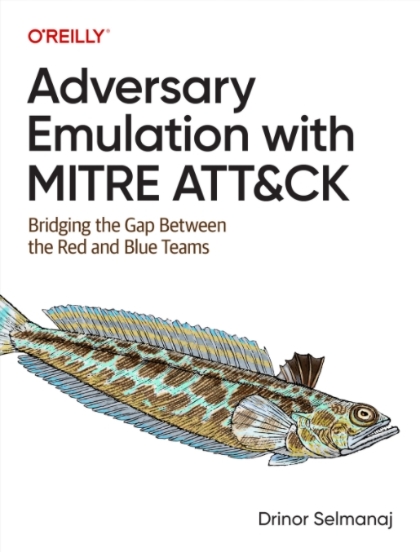 O'REILLY®
Adversary
Emulation with
MITRE ATT&CK
Bridging the Gap Between
the Red and Blue Teams
Drinor Selmanaj